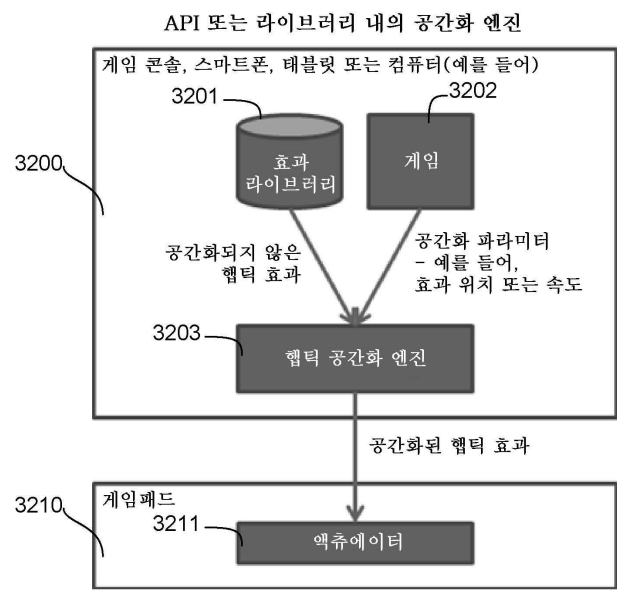 API 또는 라이브러리 내의 공간화 엔진
게임 콘솔, 스마트폰, 태블릿 또는 컴퓨터(예를 들어)
3201
3202
3200
효과
라이브러리
게임
공간화되지 않은
햅틱 효과
공간화 파라미터
- 예를 들어,
효과 위치 또는 속도
3203
햅틱 공간화 엔진
공간화된 햅틱 효과
게임패드
3210
3211
액츄에이터